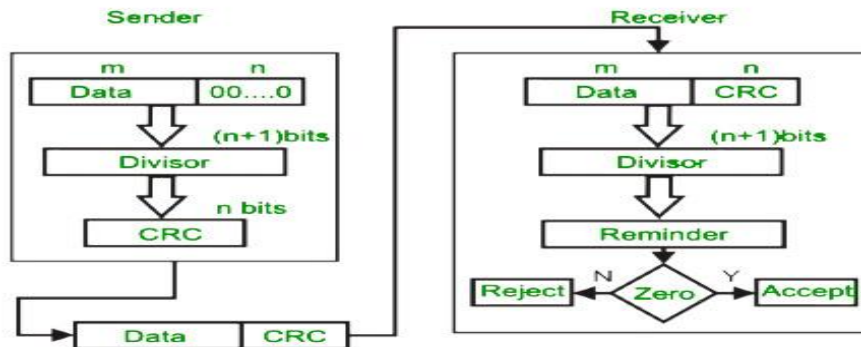 Sender
m n
Data 00....0
(n+1)bits
Divisor
n bits
CRC
Data CRC
Receiver
m n
Data CRC
(n+1)bits
Divisor
Reminder
N Y
Reject Zero Accept